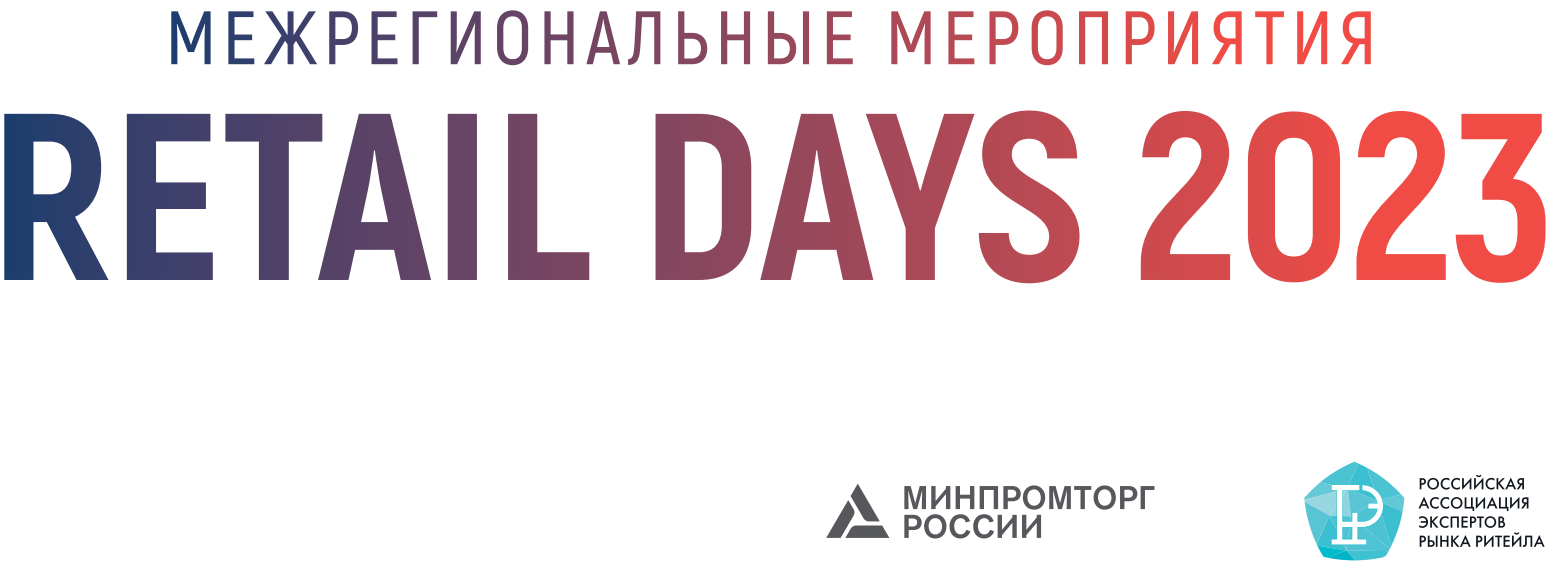 МЕЖРЕГИОНАЛЬНЫЕ МЕРОПРИЯТИЯ
RETAIL DAYS 2023
МИНПРОМТОРГ
РОССИИ
РОССИЙСКАЯ
АССОЦИАЦИЯ
ЭКСПЕРТОВ
РЫНКА РИТЕЙЛА